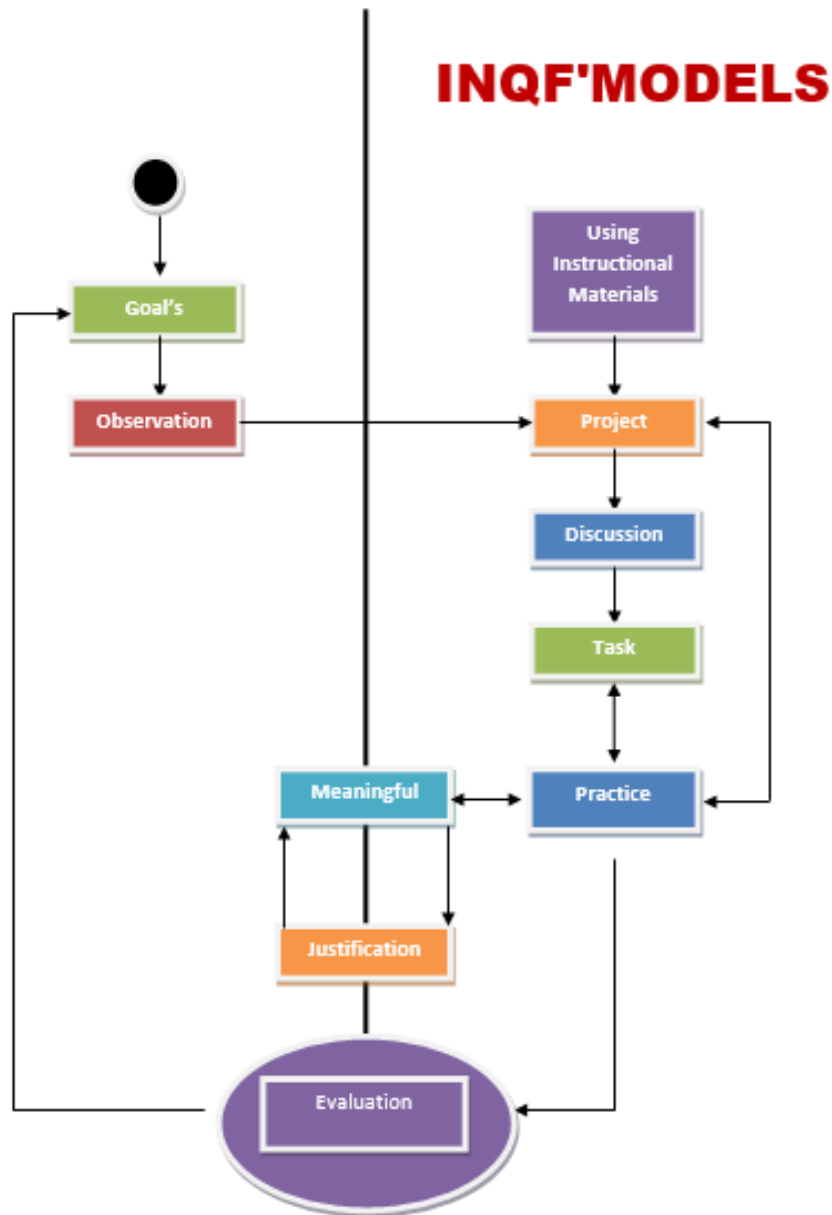 INQF'MODELS
Using
Instructional
Materials
Goal's
Observation
Project
Discussion
Task
Meaningful
Practice
Justification
Evaluation